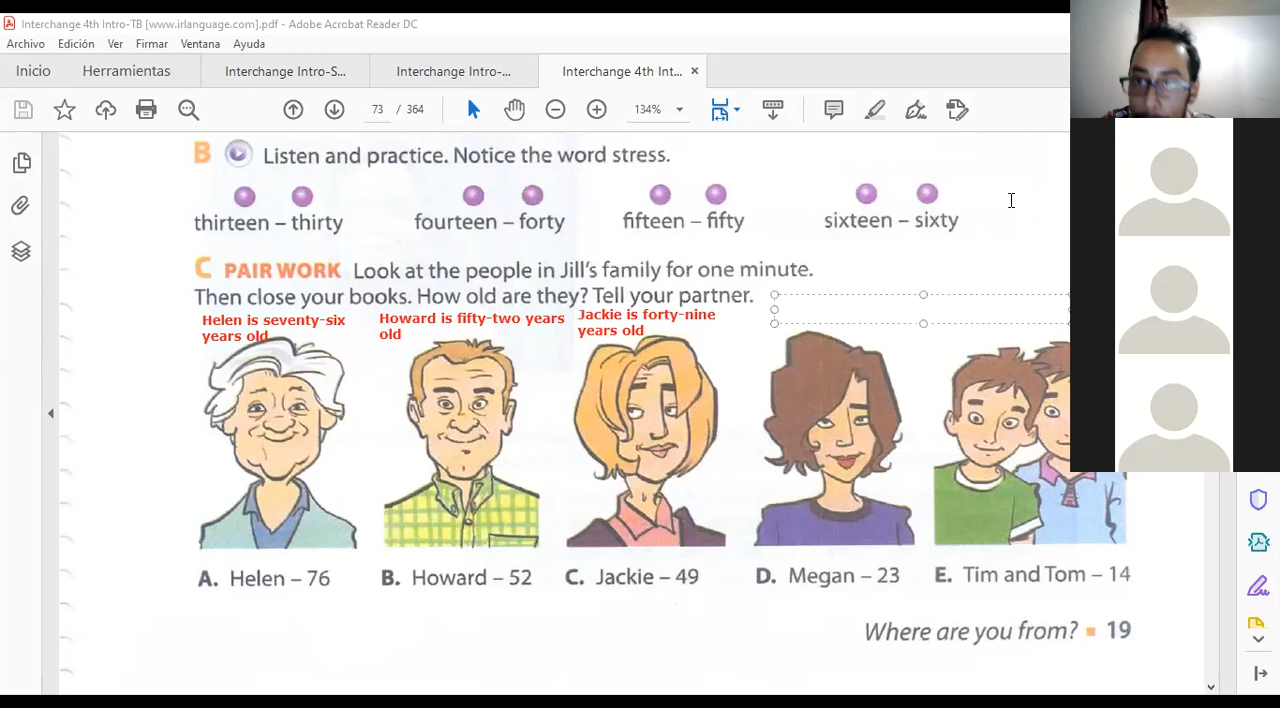 Interchange 4th Intro-TB [www.irlanguage.com].pdf - Adobe Acrobat Reader DC
Archivo Edición Ver Firmar Ventana Ayuda
Inicio Herramientas Interchange Intro-S... Interchange Intro-... Interchange 4th Int... ×
73 / 364 134%
B Listen and practice. Notice the word stress.
thirteen – thirty fourteen – forty fifteen – fifty sixteen – sixty
C PAIR WORK Look at the people in Jill's family for one minute.
Then close your books. How old are they? Tell your partner.
Helen is seventy-six
years old
Howard is fifty-two years
old
Jackie is forty-nine
years old
A. Helen – 76 B. Howard – 52 C. Jackie – 49 D. Megan – 23 E. Tim and Tom – 14
Where are you from? ■ 19